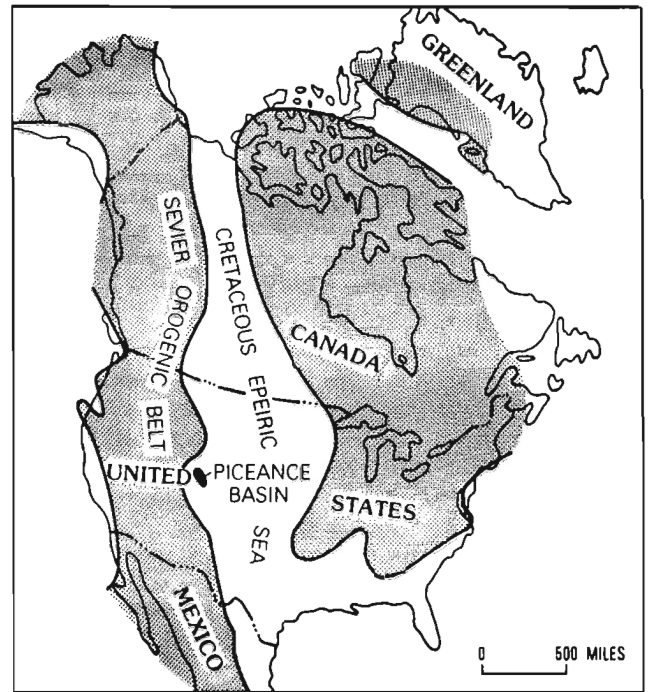 GREENLAND
SEVIER OROGENIC BELT
CRETACEOUS EPEIRIC SEA
CANADA
UNITED STATES
PICEANCE
BASIN
MEXICO
0 500 MILES